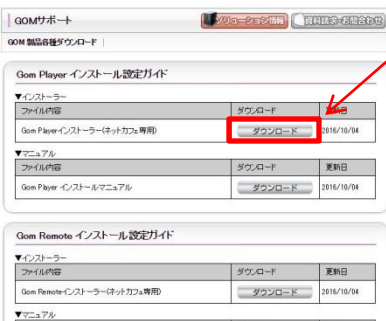 GOMサポート
ソリューション情報
資料請求・お問合わせ
GOM 製品各種ダウンロード
Gom Player インストール設定ガイド
▼インストーラー
ファイル内容 ダウンロード 更新日
Gom Playerインストーラー(ネットカフェ専用) ダウンロード 2016/10/04
▼マニュアル
ファイル内容 ダウンロード 更新日
Gom Player インストールマニュアル ダウンロード 2016/10/04
Gom Remote インストール設定ガイド
▼インストーラー
ファイル内容 ダウンロード 更新日
Gom Remoteインストーラー(ネットカフェ専用) ダウンロード 2016/10/04
▼マニュアル